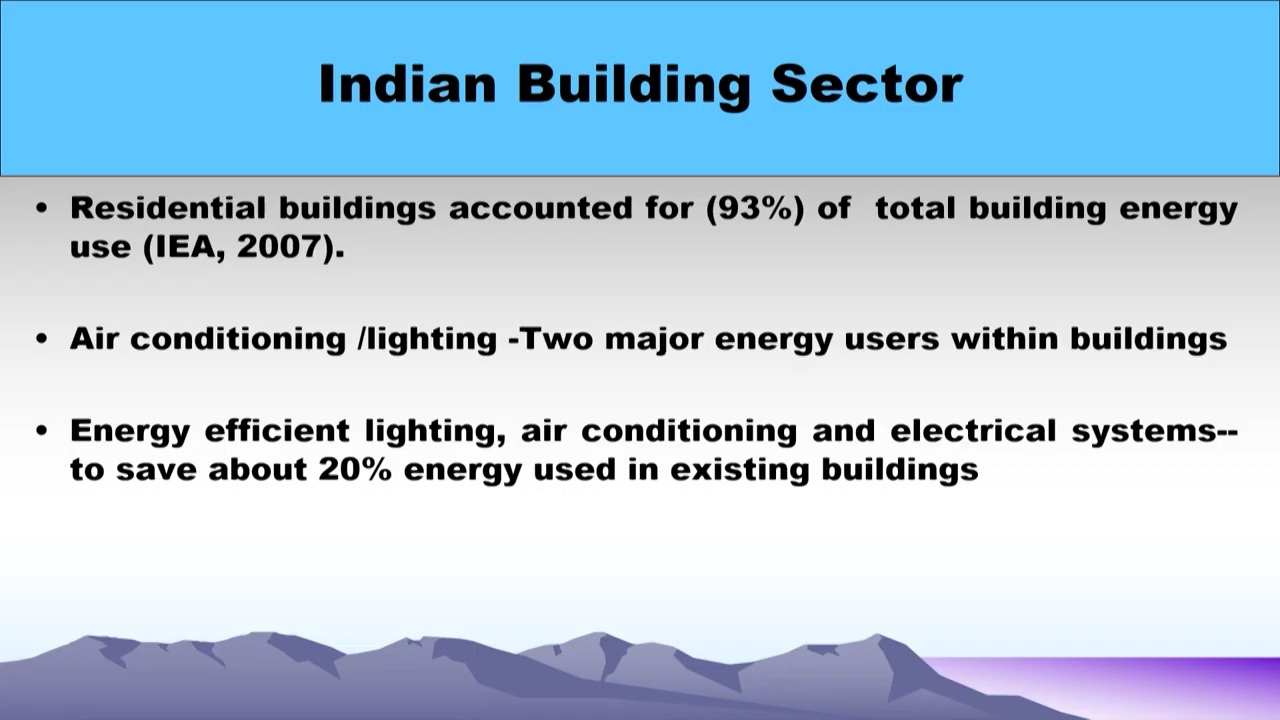 Indian Building Sector
• Residential buildings accounted for (93%) of  total building energy
use (IEA, 2007).
• Air conditioning /lighting -Two major energy users within buildings
• Energy efficient lighting, air conditioning and electrical systems--
to save about 20% energy used in existing buildings